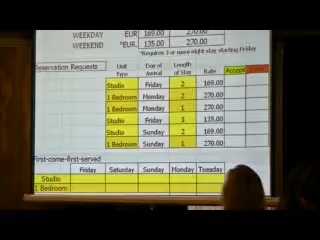 WEEKDAY EUR 169.00 270.00
WEEKEND *EUR. 135.00 270.00
*Requires 3 or more night stay starting Friday
Reservation Requests Unit Type Day of Arrival Length of Stay Rate Accept
Studio Friday 2 169.00
1 Bedroom Monday 2 270.00
1 Bedroom Monday 1 270.00
Studio Friday 3 135.00
Studio Sunday 2 169.00
1 Bedroom Sunday 1 270.00
First-come-first-served
Friday Saturday Sunday Monday Tuesday
Studio
1 Bedroom